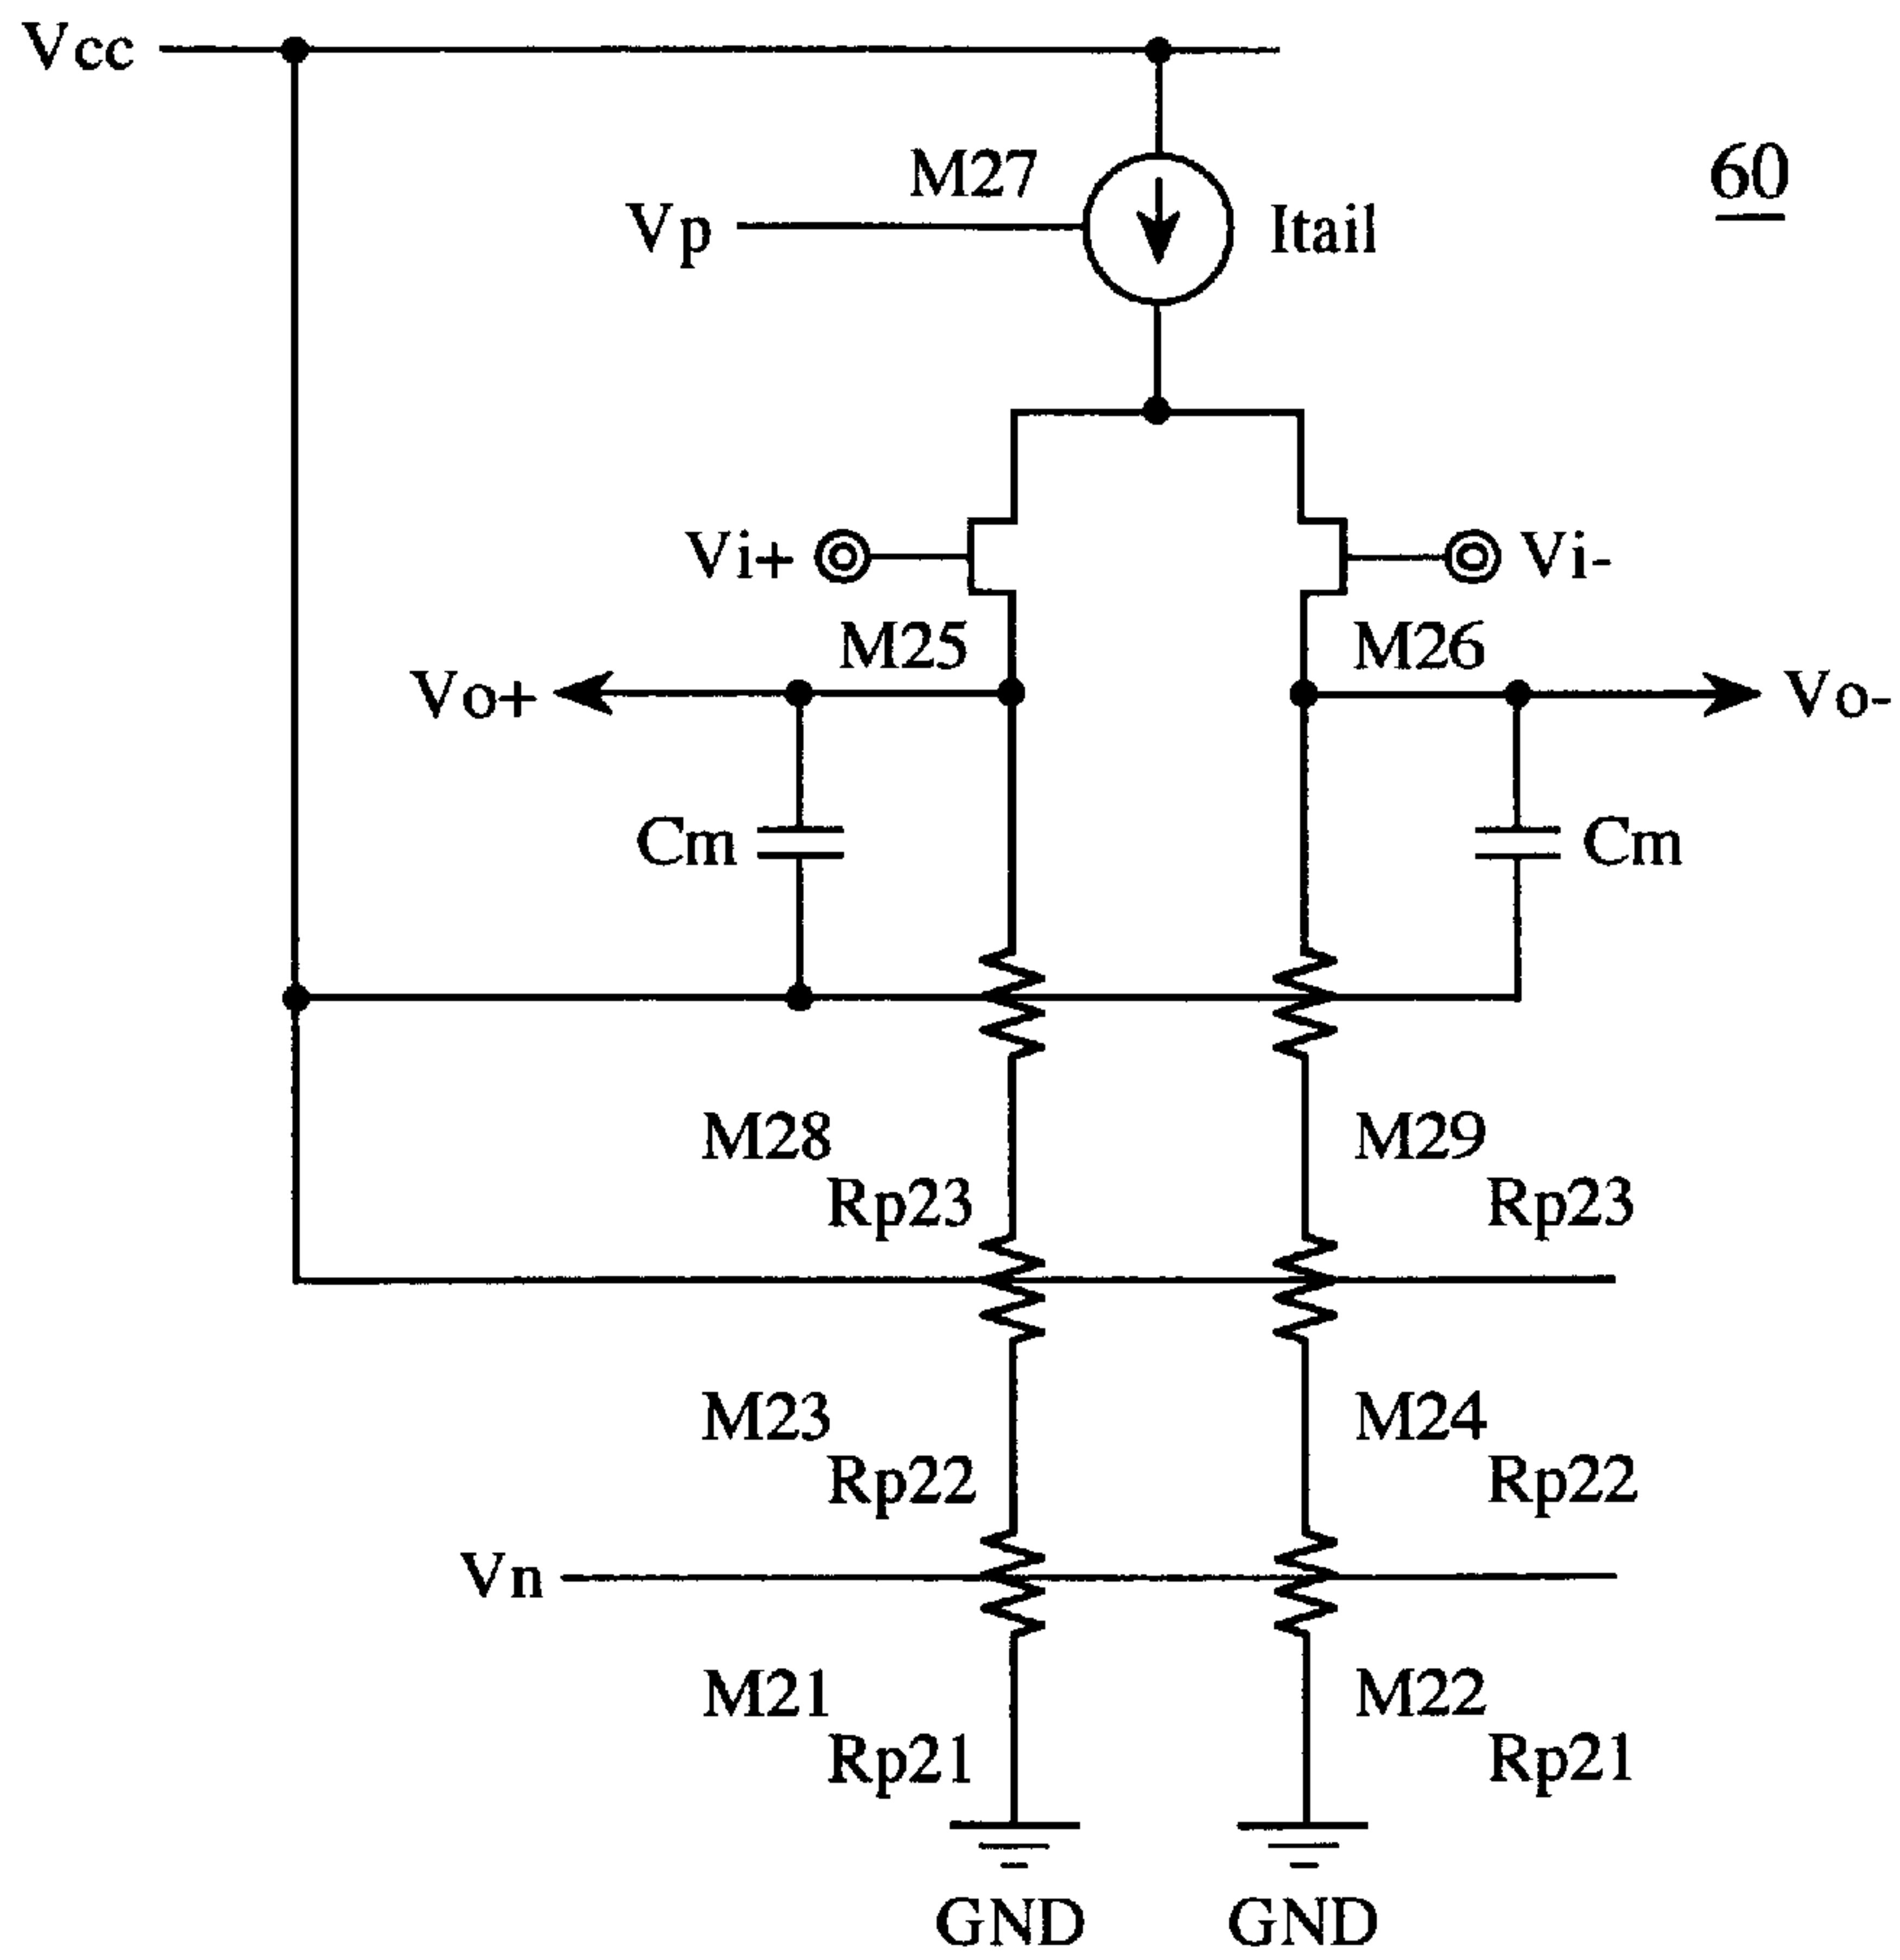 Vcc
M27
60
Vp
Itail
Vi+
Vi-
M25
M26
Vo+
Vo-
Cm
Cm
M28
M29
Rp23
Rp23
M23
M24
Rp22
Rp22
Vn
M21
M22
Rp21
Rp21
GND
GND